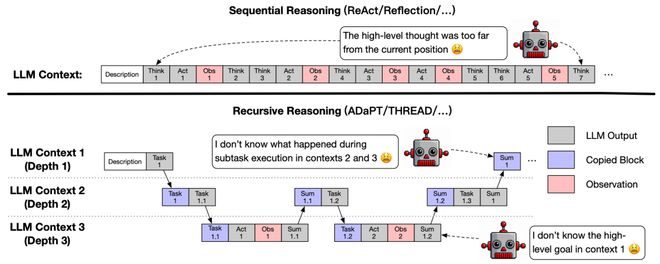 Sequential Reasoning (ReAct/Reflection/…)
The high-level thought was too far
from the current position 😫
LLM Context:
Description
Think 1
Act 1
Obs 1
Think 2
Think 3
Act 2
Obs 2
Think 4
Act 3
Obs 3
Act 4
Obs 4
Think 5
Think 6
Act 5
Obs 5
Think 7
...
Recursive Reasoning (ADaPT/THREAD/…)
LLM Context 1
(Depth 1)
Description
Task 1
I don't know what happened during
subtask execution in contexts 2 and 3 😫
Sum 1
...
LLM Output
Copied Block
Observation
LLM Context 2
(Depth 2)
Task 1
Task 1.1
Sum 1.1
Task 1.2
Sum 1.2
Task 1.3
Sum 1
LLM Context 3
(Depth 3)
Task 1.1
Act 1
Obs 1
Sum 1.1
Task 1.2
Act 2
Obs 2
Sum 1.2
I don't know the high-
level goal in context 1 😫